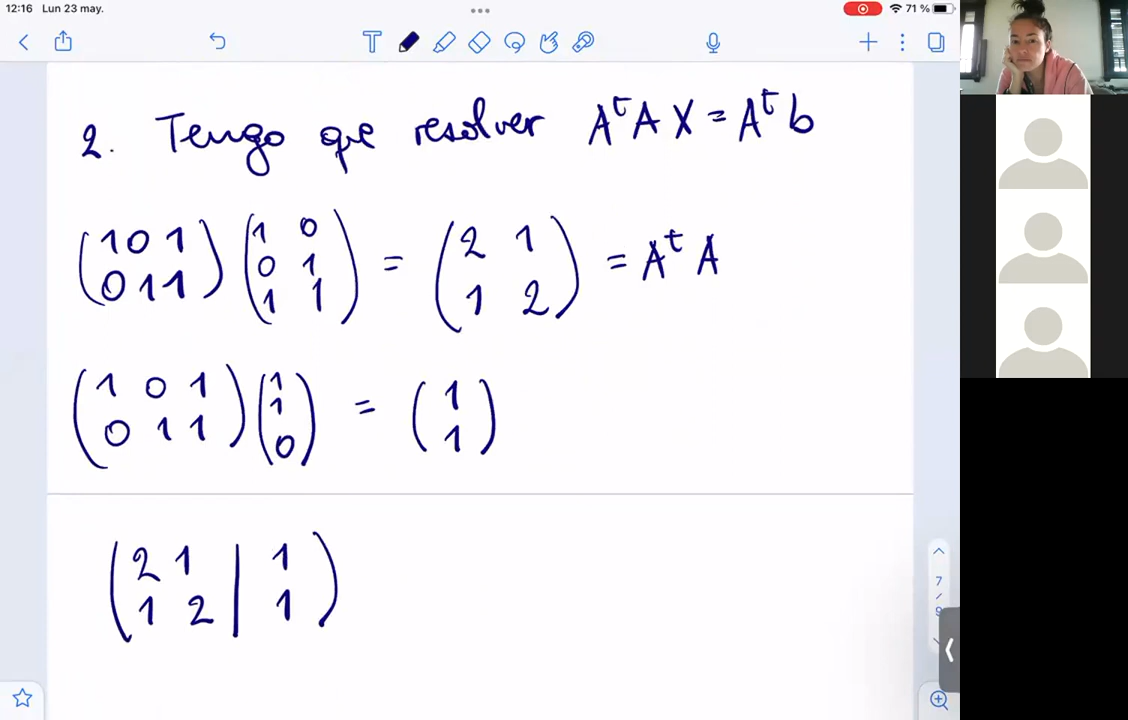 12:16 Lun 23 may.
71 %
T
2. Tengo que resolver AᵗA X = Aᵗb
(1 0 1) (1 0) = (2 1) = AᵗA
(0 1 1) (0 1) (1 2)
(1 1)
(1 0 1) (1) = (1)
(0 1 1) (1) (1)
(0)
(2 1 | 1)
(1 2 | 1)
7
/
9